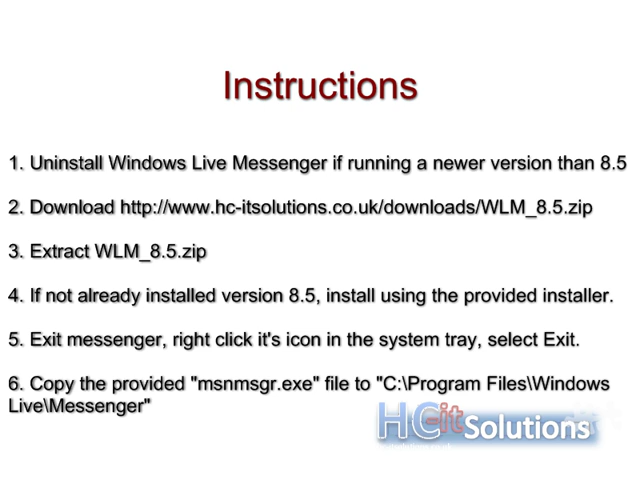 Instructions
1. Uninstall Windows Live Messenger if running a newer version than 8.5
2. Download http://www.hc-itsolutions.co.uk/downloads/WLM_8.5.zip
3. Extract WLM_8.5.zip
4. If not already installed version 8.5, install using the provided installer.
5. Exit messenger, right click it's icon in the system tray, select Exit.
6. Copy the provided "msnmsgr.exe" file to "C:\Program Files\Windows
Live\Messenger"
HC-it Solutions